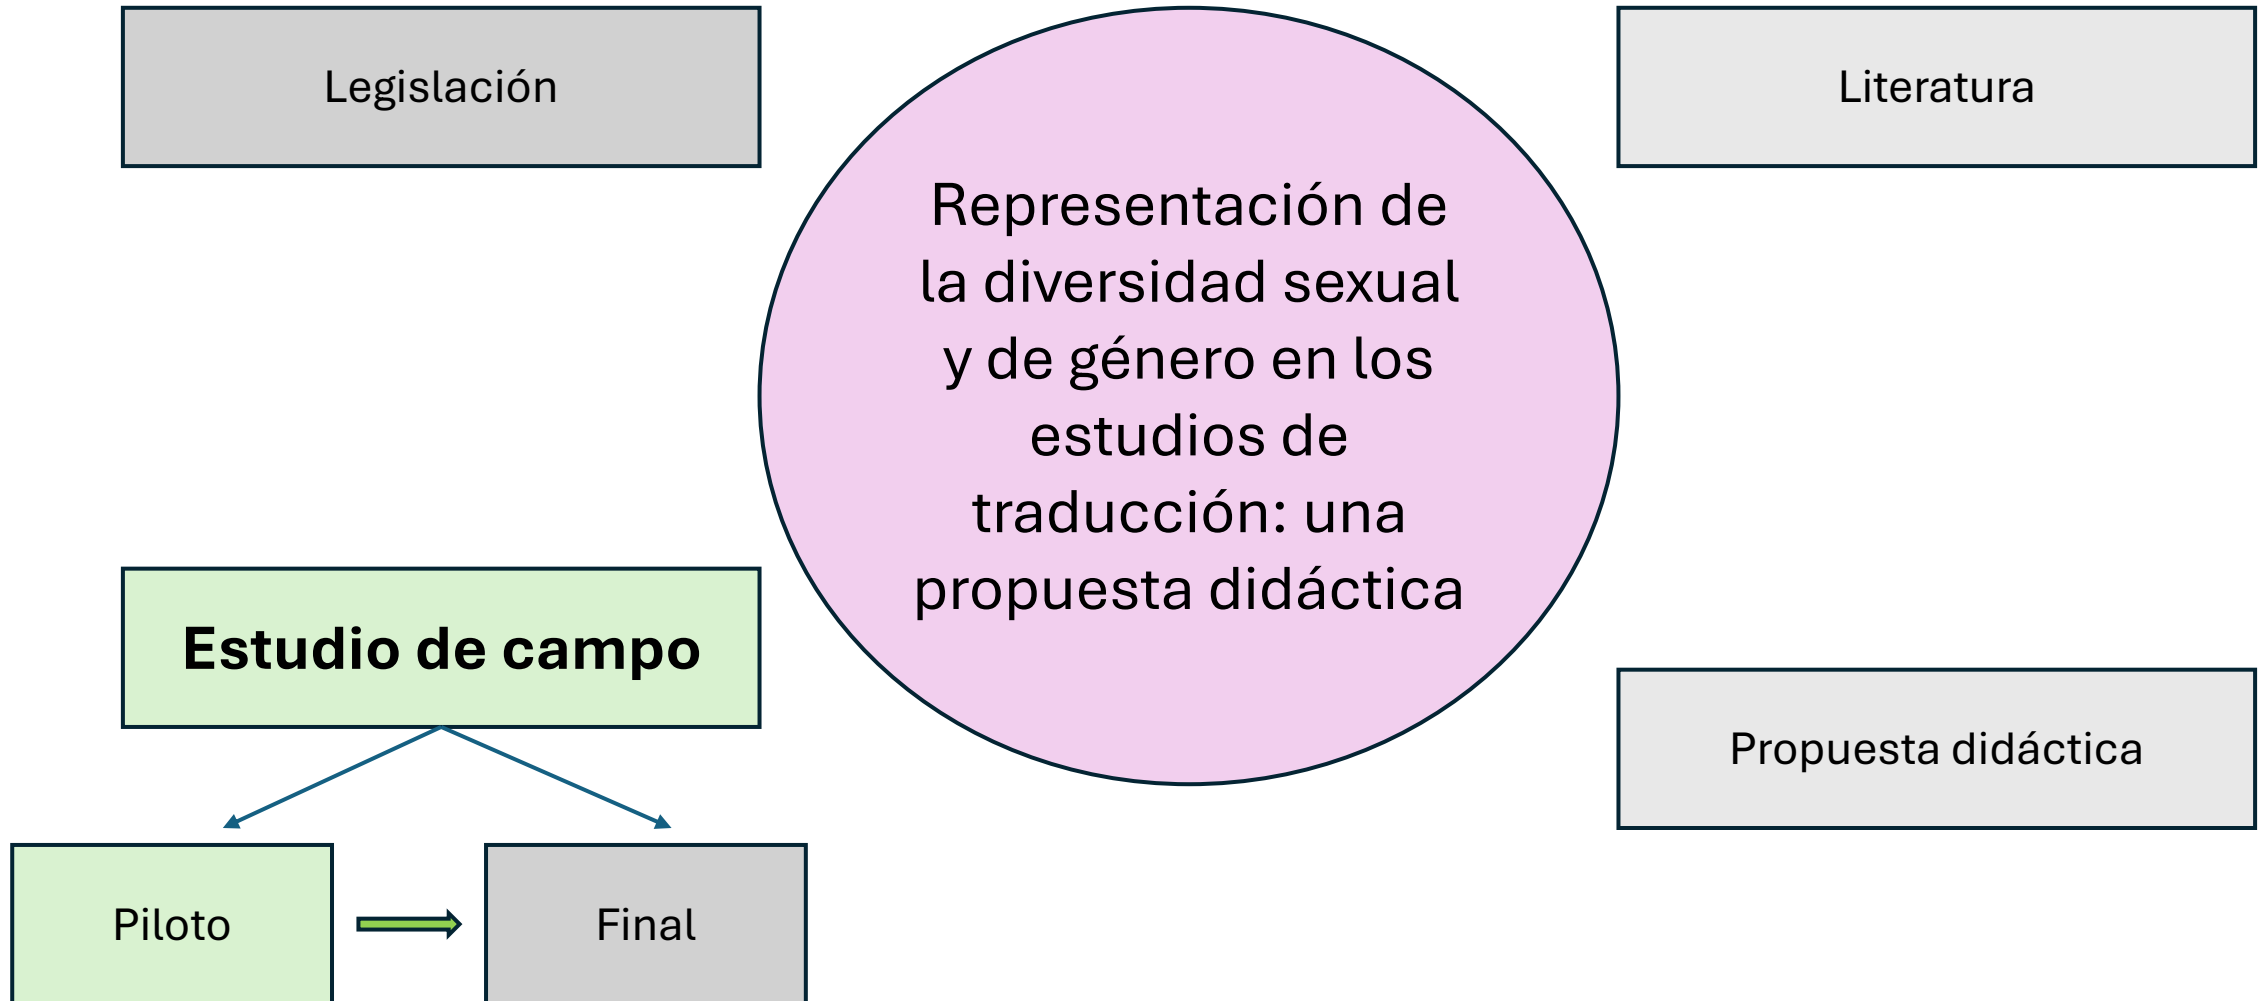 Legislación
Literatura
Representación de
la diversidad sexual
y de género en los
estudios de
traducción: una
propuesta didáctica
Estudio de campo
Propuesta didáctica
Piloto
Final